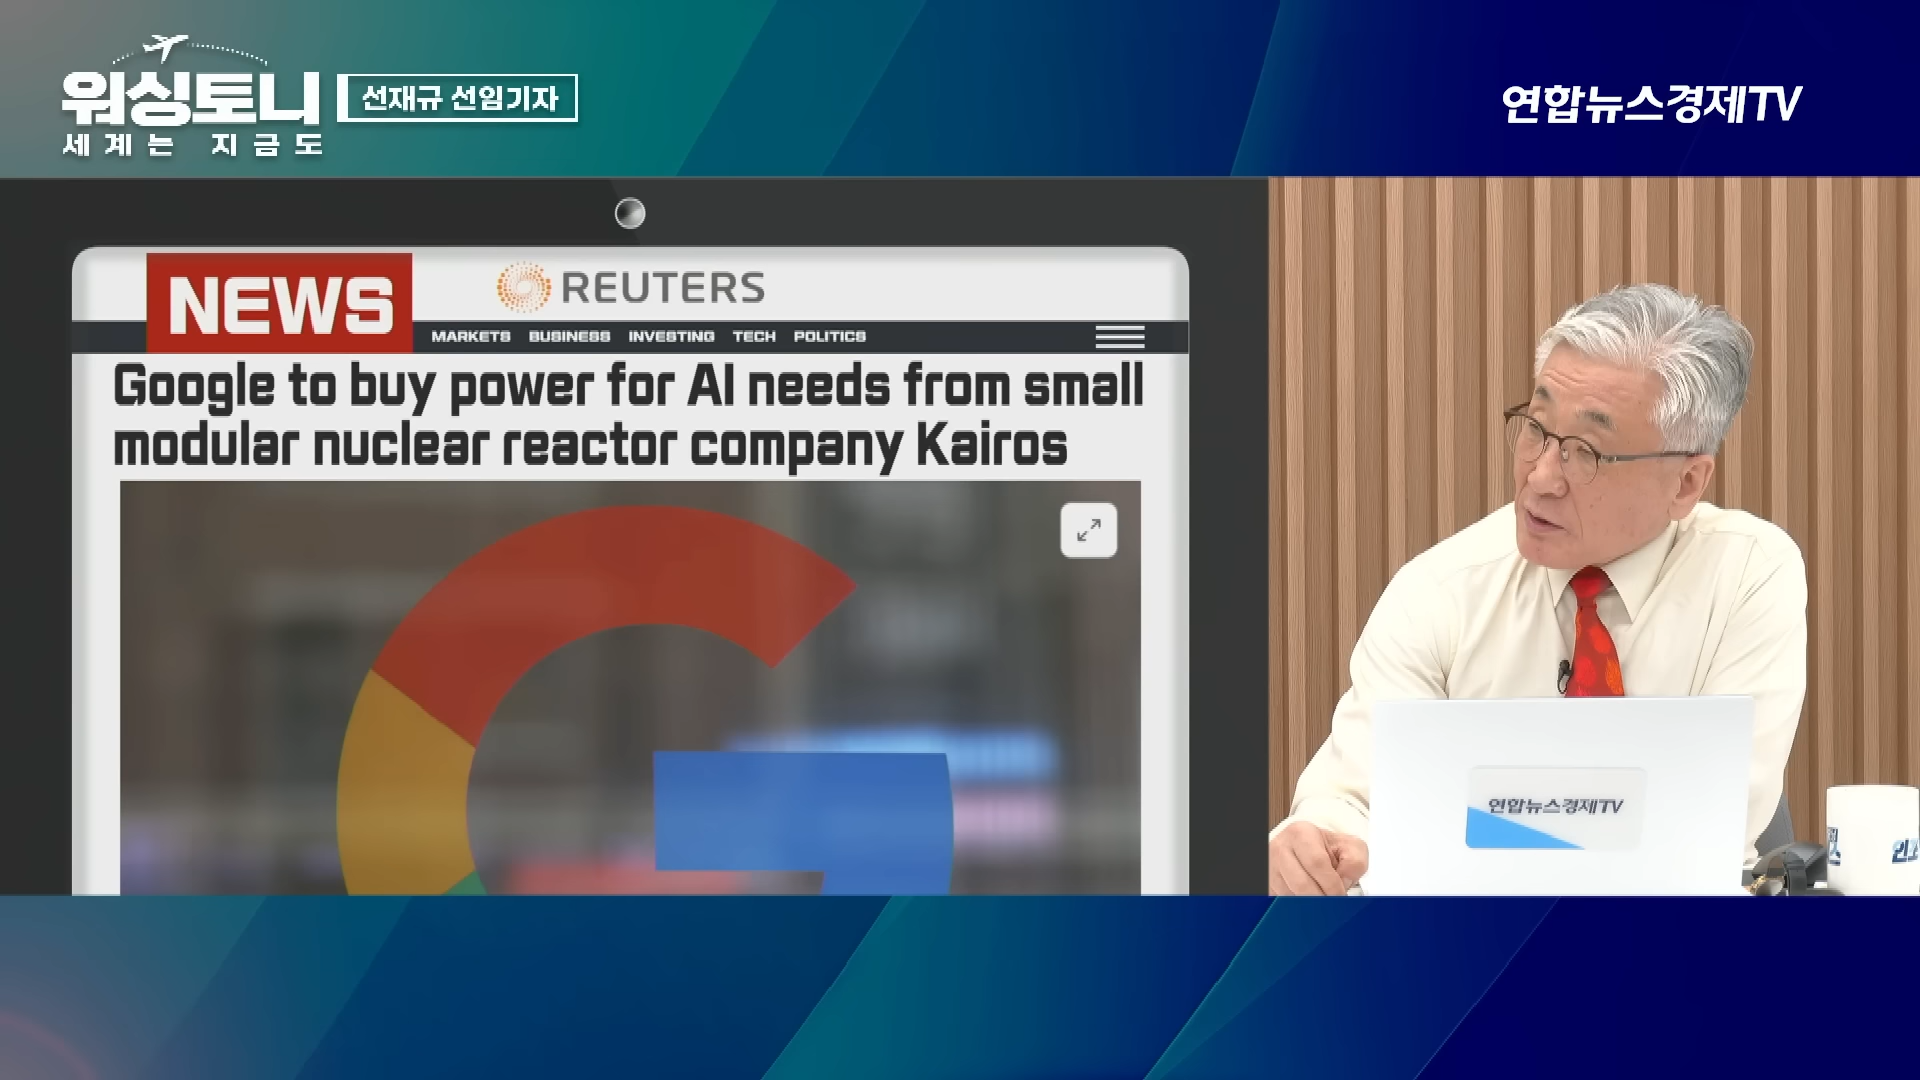 워싱토니
세계는 지금도
선재규 선임기자
연합뉴스경제TV
NEWS
REUTERS
MARKETS BUSINESS INVESTING TECH POLITICS
Google to buy power for AI needs from small
modular nuclear reactor company Kairos
연합뉴스경제TV